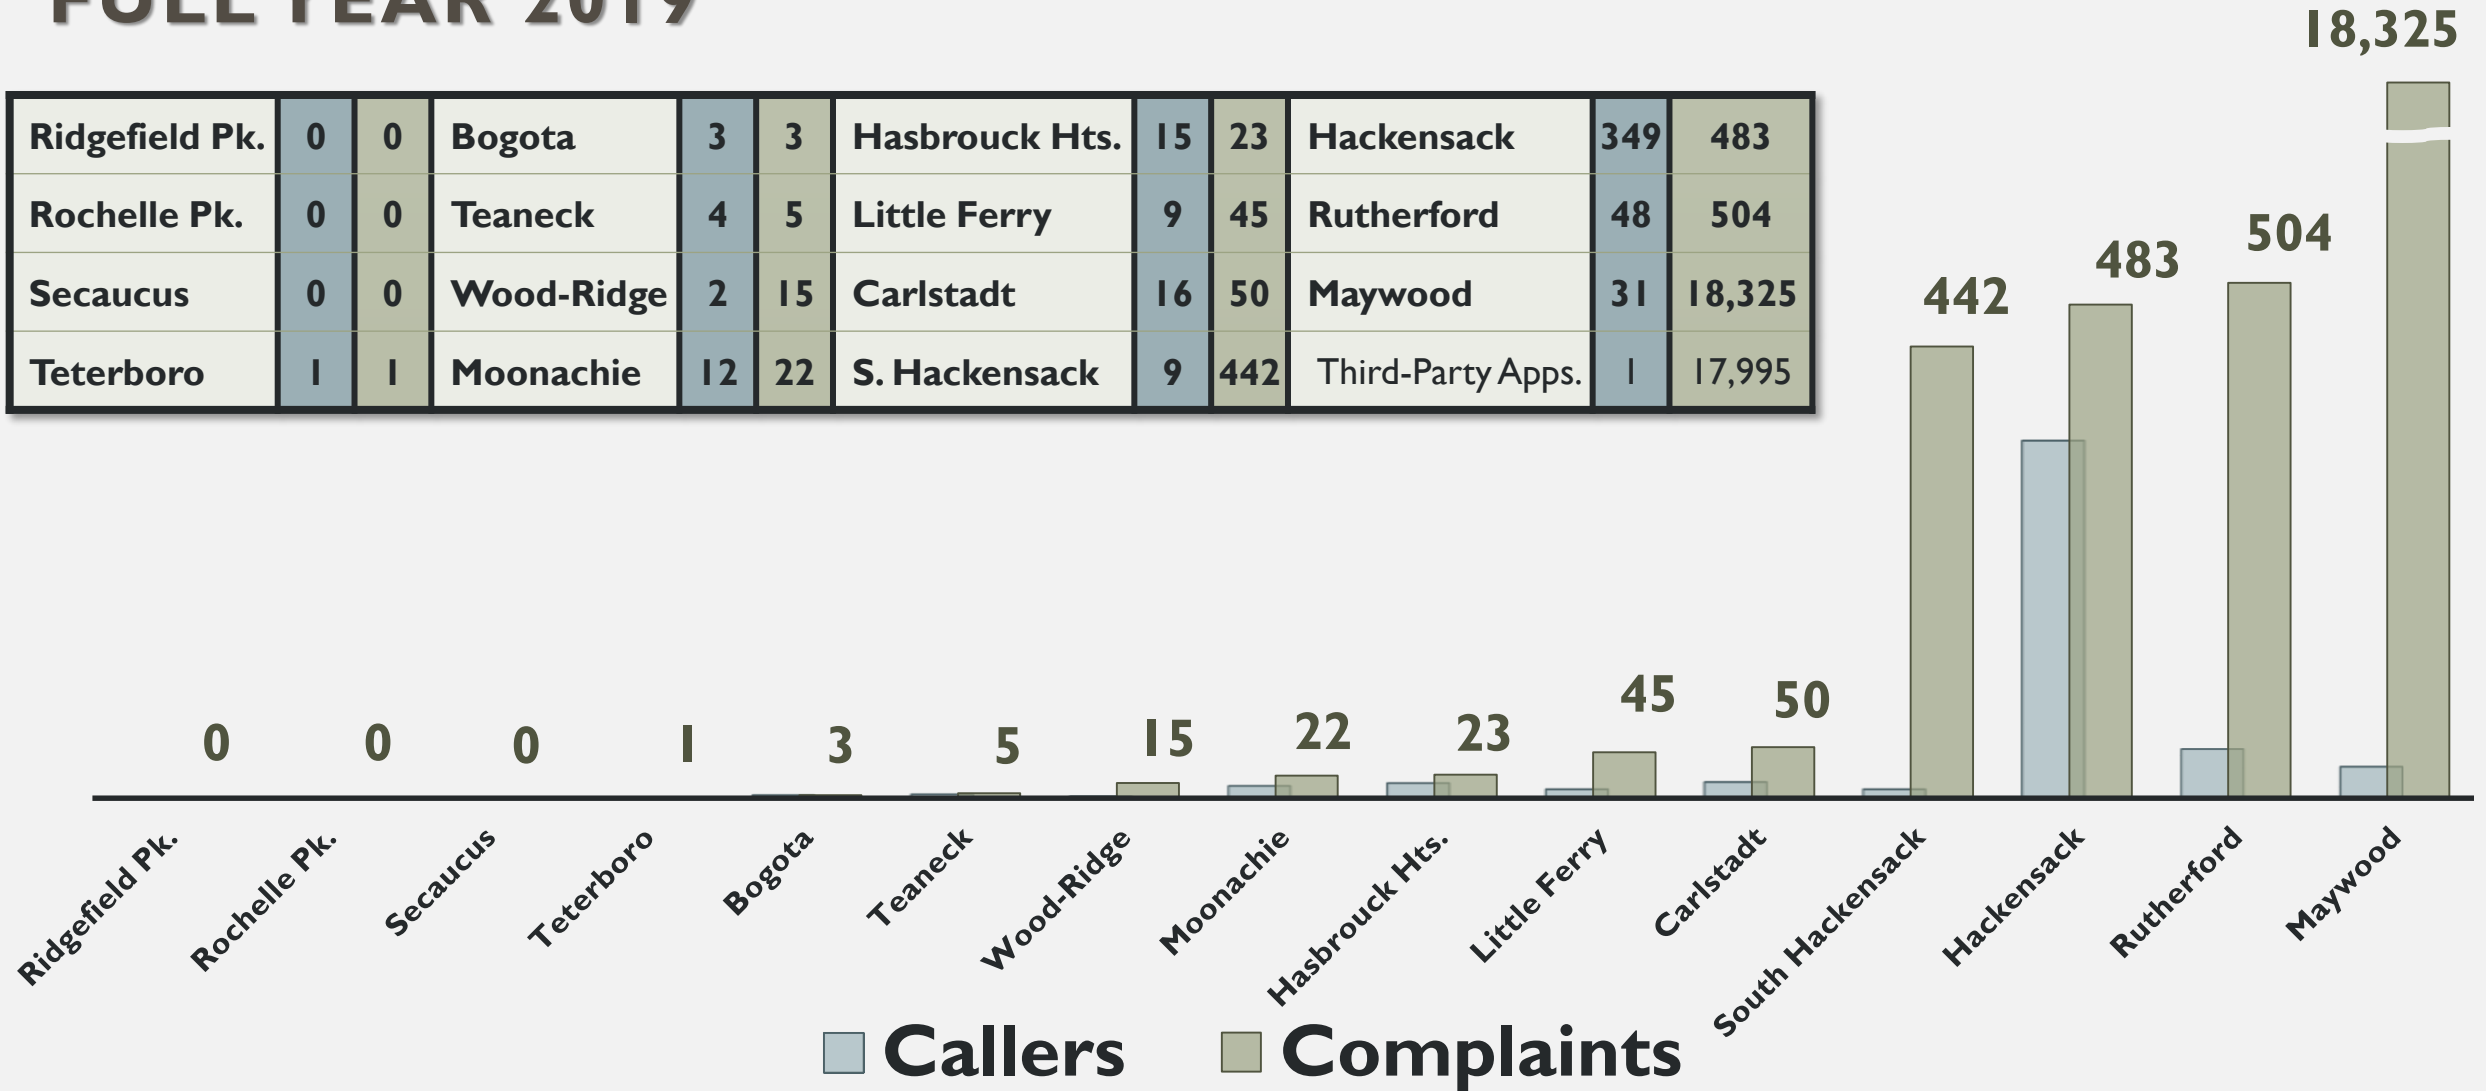 FULL YEAR 2019
18,325
Ridgefield Pk. 0 0 Bogota 3 3 Hasbrouck Hts. 15 23 Hackensack 349 483
Rochelle Pk. 0 0 Teaneck 4 5 Little Ferry 9 45 Rutherford 48 504
Secaucus 0 0 Wood-Ridge 2 15 Carlstadt 16 50 Maywood 31 18,325
Teterboro 1 1 Moonachie 12 22 S. Hackensack 9 442 Third-Party Apps. 1 17,995
0 0 0 1 3 5 15 22 23 45 50 442 483 504
Ridgefield Pk.
Rochelle Pk.
Secaucus
Teterboro
Bogota
Teaneck
Wood-Ridge
Moonachie
Hasbrouck Hts.
Little Ferry
Carlstadt
South Hackensack
Hackensack
Rutherford
Maywood
Callers Complaints